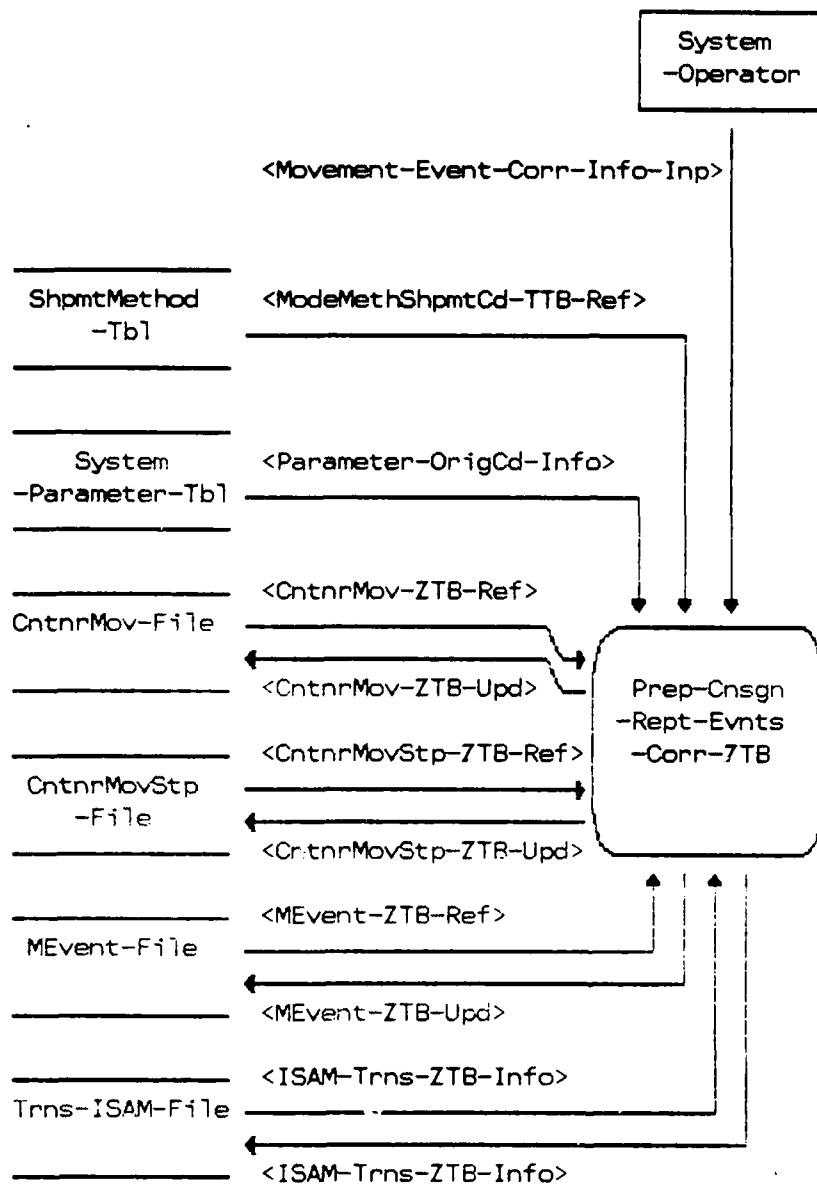 System
-Operator
<Movement-Event-Corr-Info-Inp>
ShpmtMethod
-Tbl
<ModeMethShpmtCd-TTB-Ref>
System
-Parameter-Tbl
<Parameter-OrigCd-Info>
<CntnrMov-ZTB-Ref>
CntnrMov-File
<CntnrMov-ZTB-Upd>
Prep-Cnsgn
-Rept-Evnts
-Corr-7TB
<CntnrMovStp-7TB-Ref>
CntnrMovStp
-File
<CntnrMovStp-ZTB-Upd>
<MEvent-ZTB-Ref>
MEvent-File
<MEvent-ZTB-Upd>
<ISAM-Trns-ZTB-Info>
Trns-ISAM-File
<ISAM-Trns-ZTB-Info>